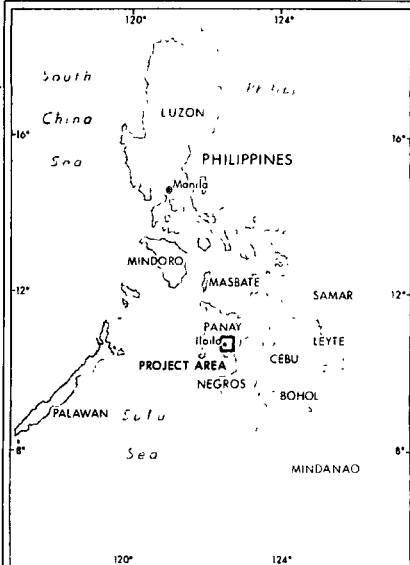 120° 124°
South
China
Sea
LUZON
16°
PHILIPPINES
Manila
MINDORO
12° 12°
MASBATE
SAMAR
PANAY
Iloilo
LEYTE
CEBU
PROJECT AREA
NEGROS
BOHOL
PALAWAN
Sulu
Sea
8° 8°
MINDANAO
120° 124°